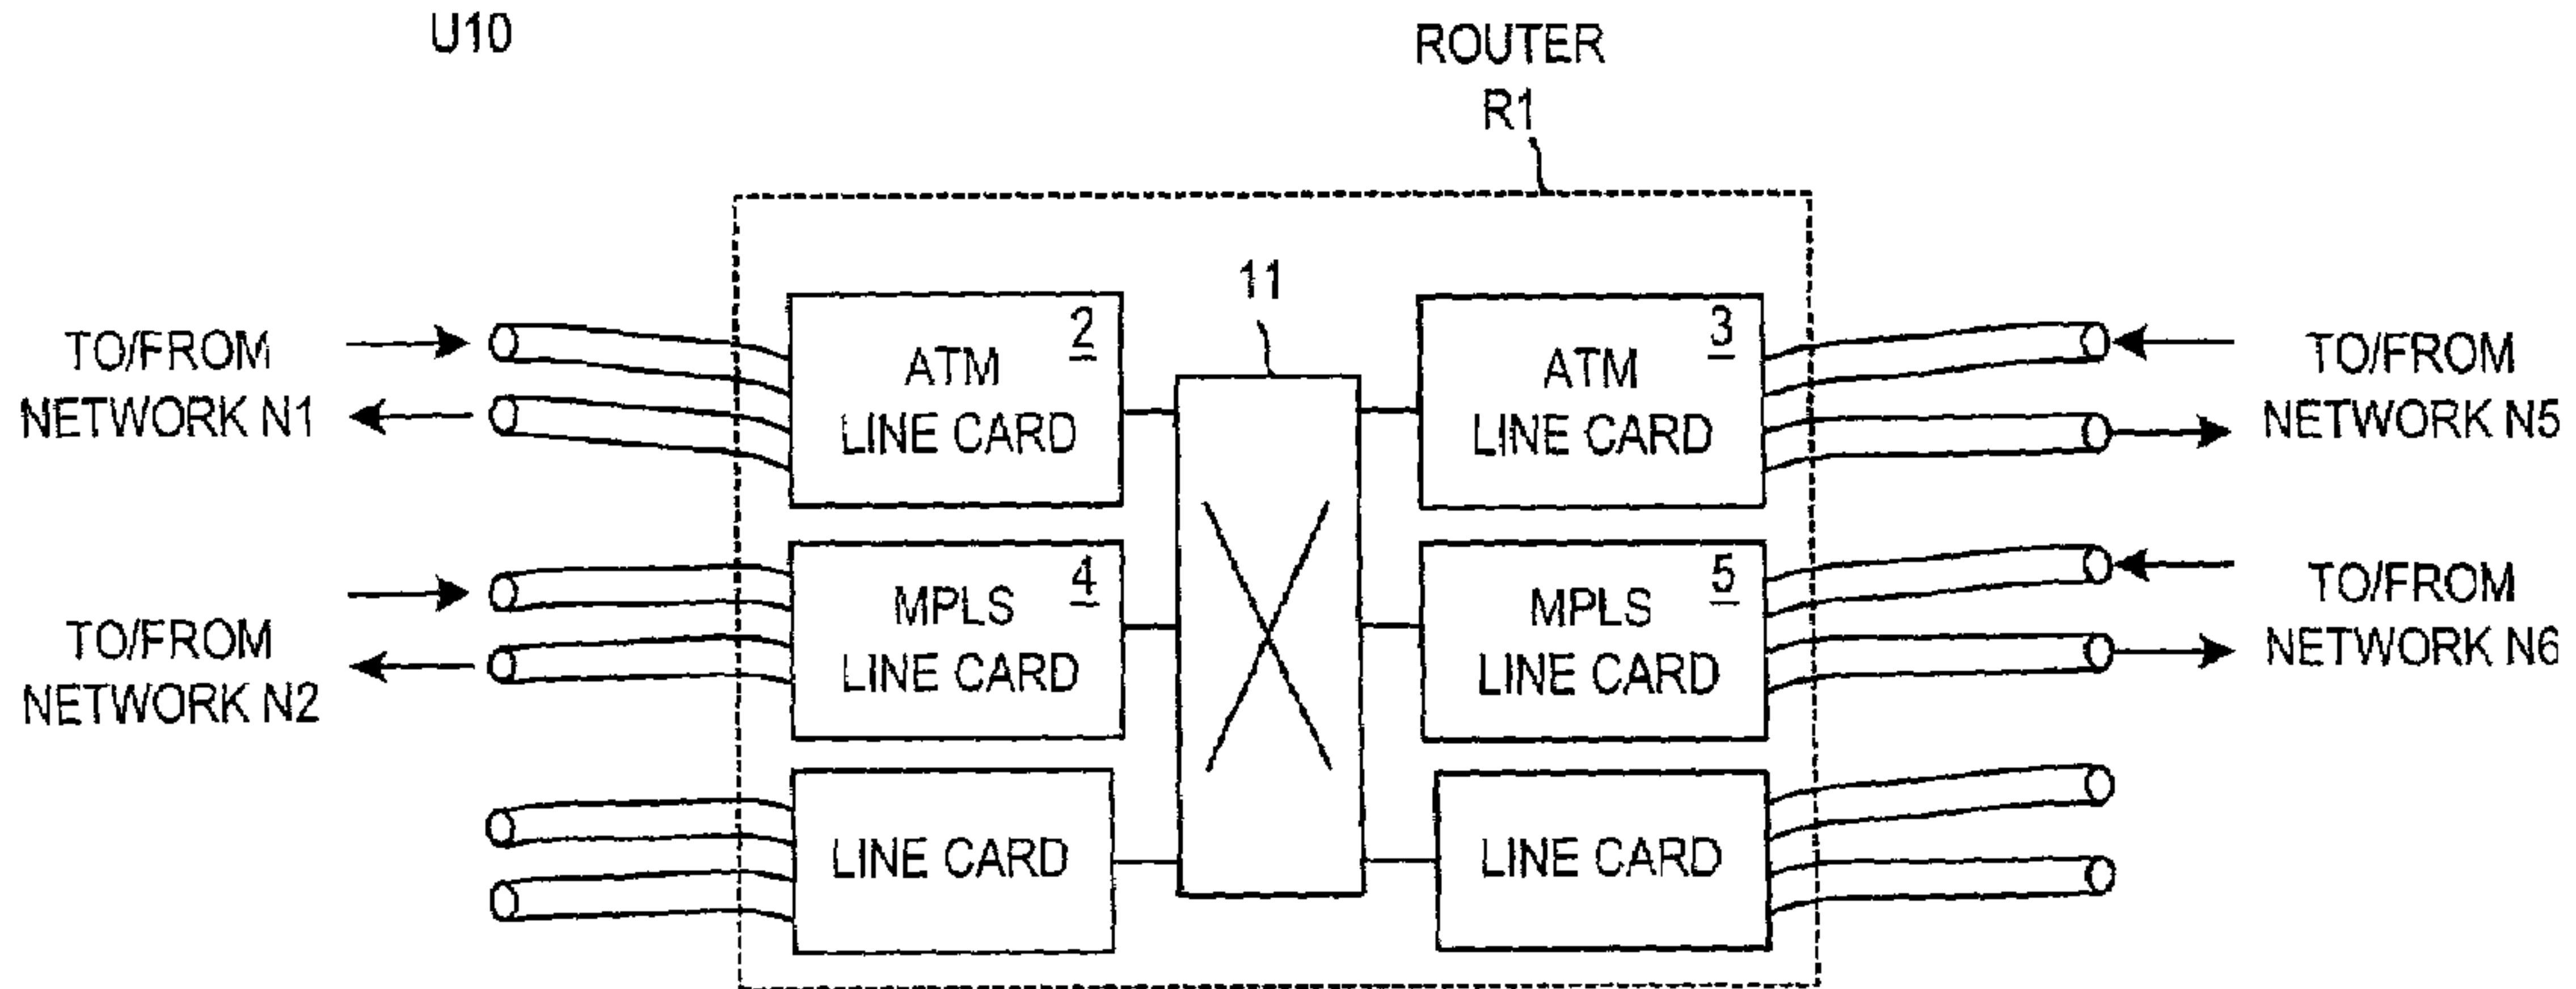 U10
ROUTER
R1
11
TO/FROM
NETWORK N1
2
ATM
LINE CARD
3
ATM
LINE CARD
TO/FROM
NETWORK N5
TO/FROM
NETWORK N2
4
MPLS
LINE CARD
5
MPLS
LINE CARD
TO/FROM
NETWORK N6
LINE CARD
LINE CARD